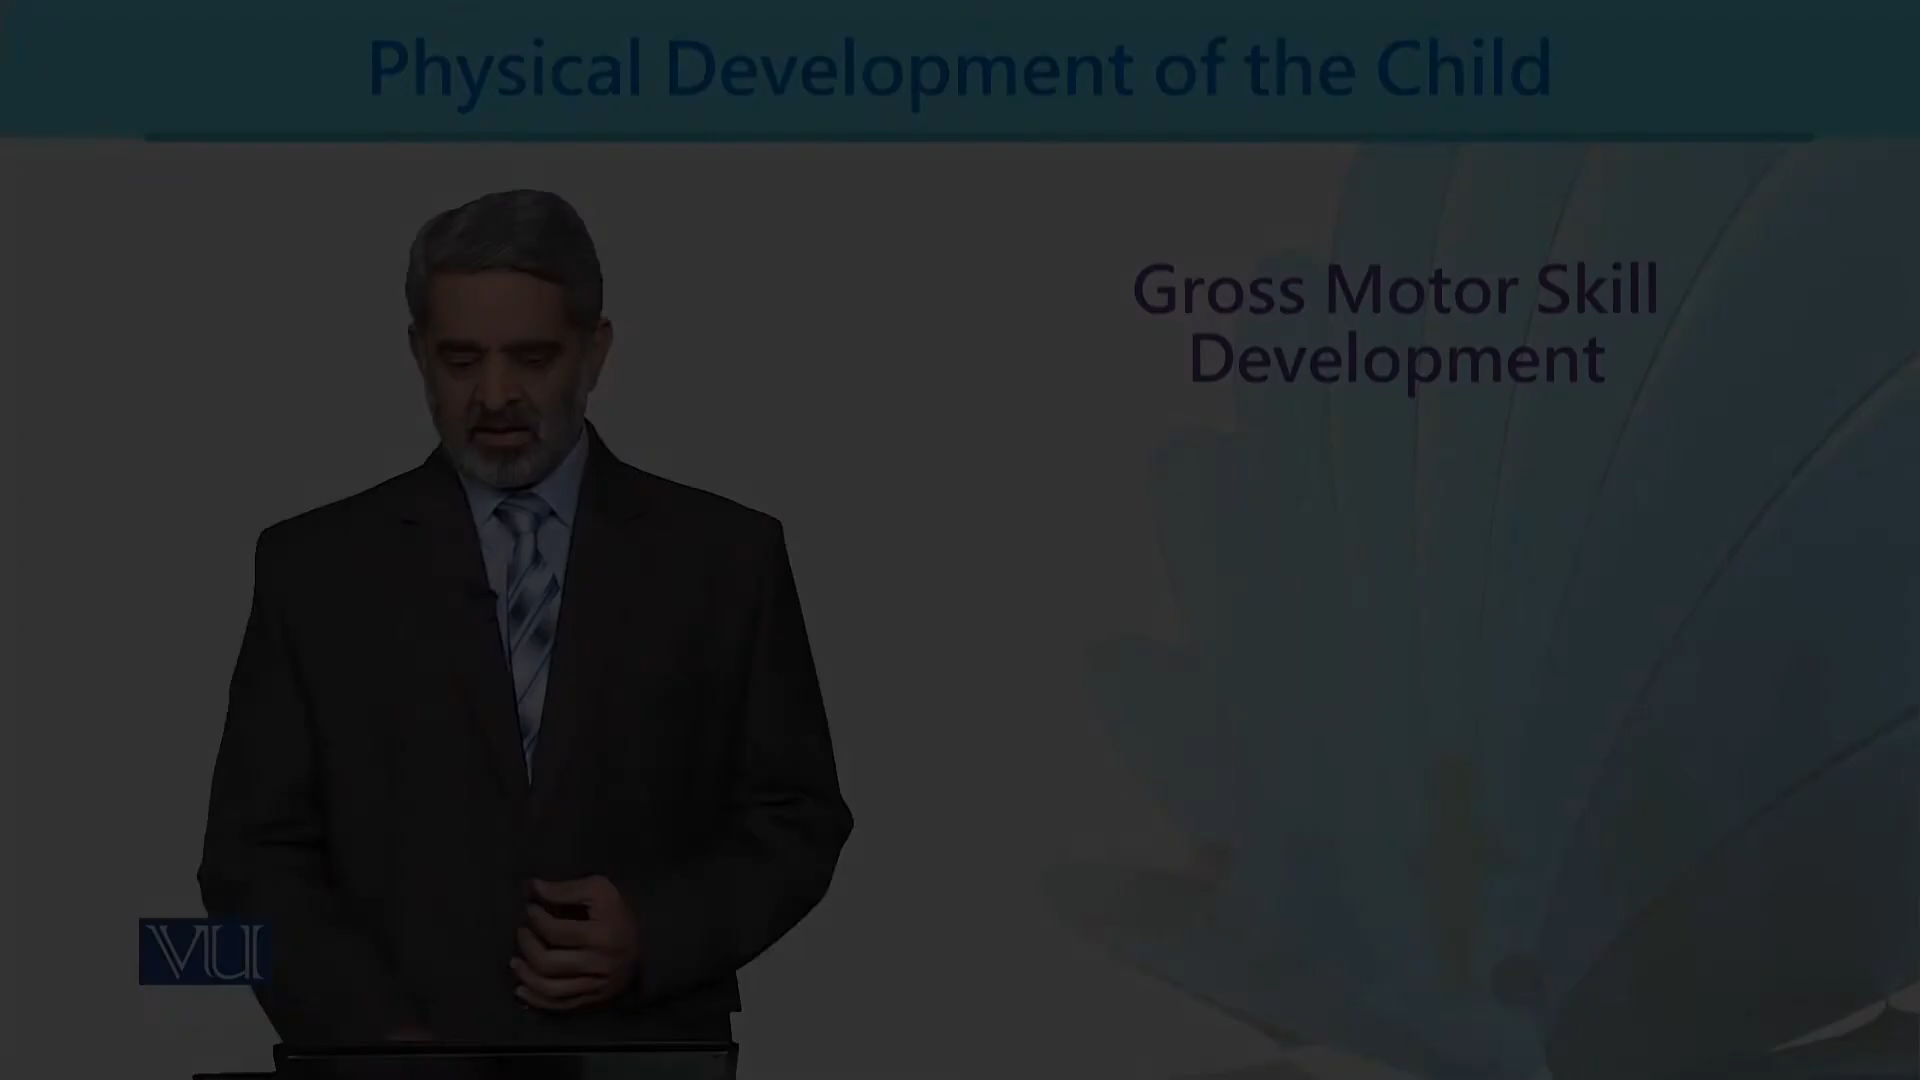 Physical Development of the Child
Gross Motor Skill
Development
VU